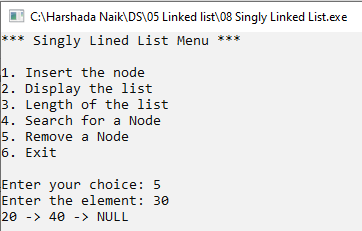 C:\Harshada Naik\DS\05 Linked list\08 Singly Linked List.exe
*** Singly Lined List Menu ***
1. Insert the node
2. Display the list
3. Length of the list
4. Search for a Node
5. Remove a Node
6. Exit
Enter your choice: 5
Enter the element: 30
20 -> 40 -> NULL